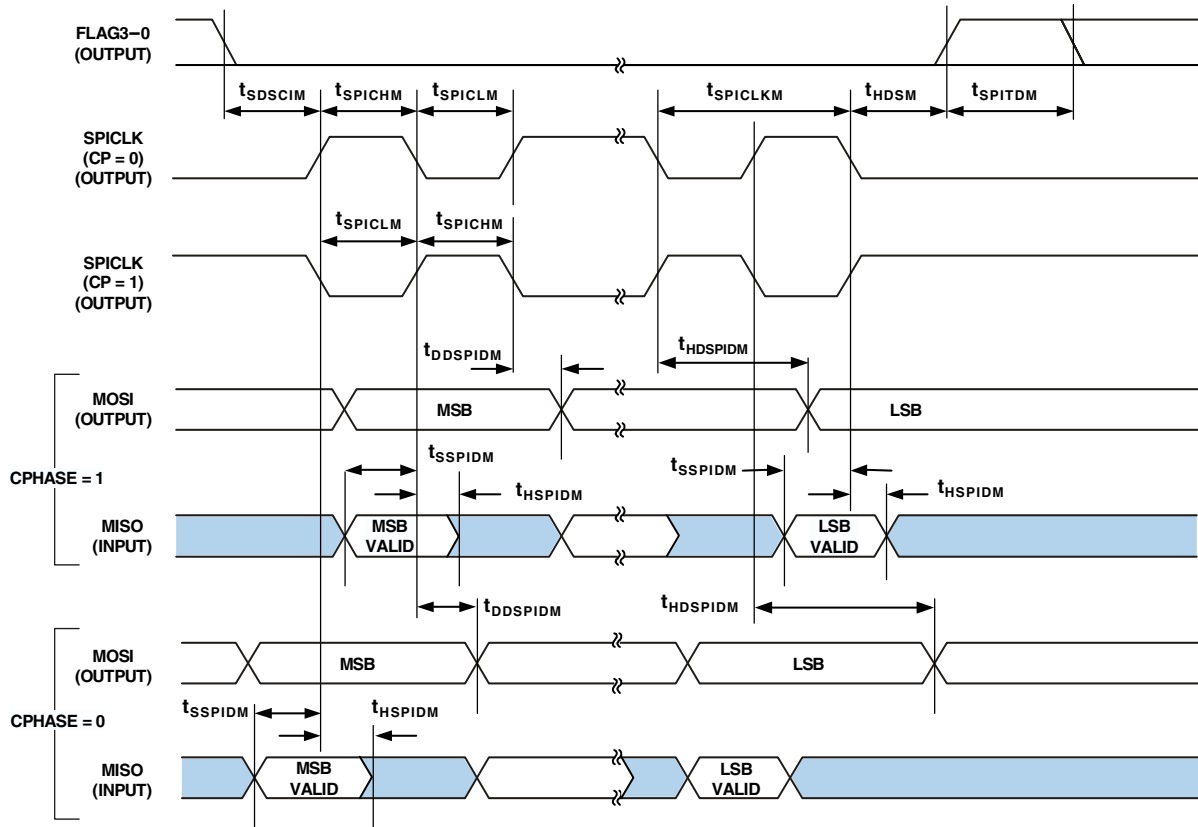 FLAG3–0
(OUTPUT)
tSDSCIM tSPICHM tSPICLM tSPICLKM tHDSM tSPITDM
SPICLK
(CP = 0)
(OUTPUT)
tSPICLM tSPICHM
SPICLK
(CP = 1)
(OUTPUT)
tDDSPIDM tHDSPIDM
MOSI
(OUTPUT)
MSB LSB
CPHASE = 1
tSSPIDM tSSPIDM
tHSPIDM tHSPIDM
MISO
(INPUT)
MSB
VALID
LSB
VALID
tDDSPIDM tHDSPIDM
MOSI
(OUTPUT)
MSB LSB
CPHASE = 0
tSSPIDM tHSPIDM
MISO
(INPUT)
MSB
VALID
LSB
VALID